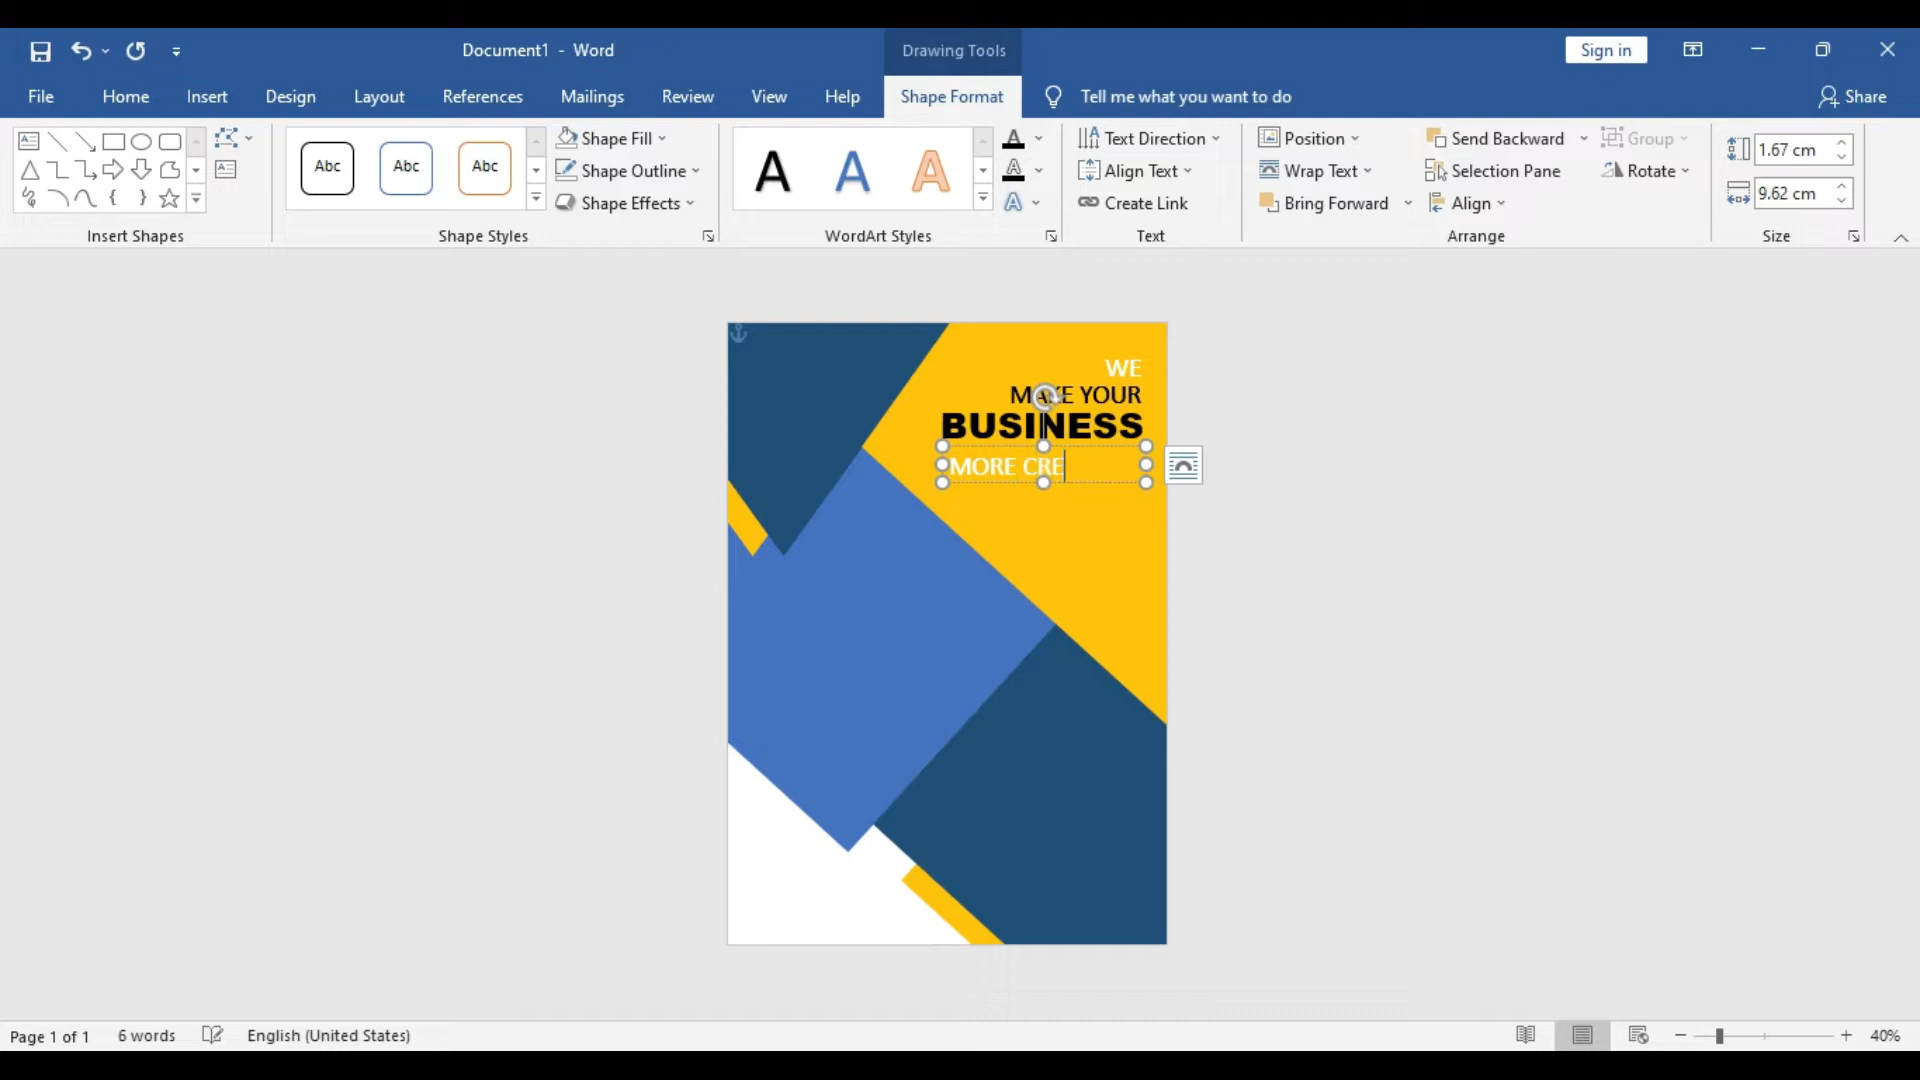 Document1 - Word
Drawing Tools
Sign in
File Home Insert Design Layout References Mailings Review View Help Shape Format Tell me what you want to do Share
Abc Abc Abc
Shape Fill
Shape Outline
Shape Effects
A A A
A
A
A
Text Direction
Align Text
Create Link
Position
Wrap Text
Bring Forward
Send Backward
Selection Pane
Align
Group
Rotate
1.67 cm
9.62 cm
Insert Shapes
Shape Styles
WordArt Styles
Text
Arrange
Size
WE
MAKE YOUR
BUSINESS
MORE CRE
Page 1 of 1 6 words English (United States) 40%